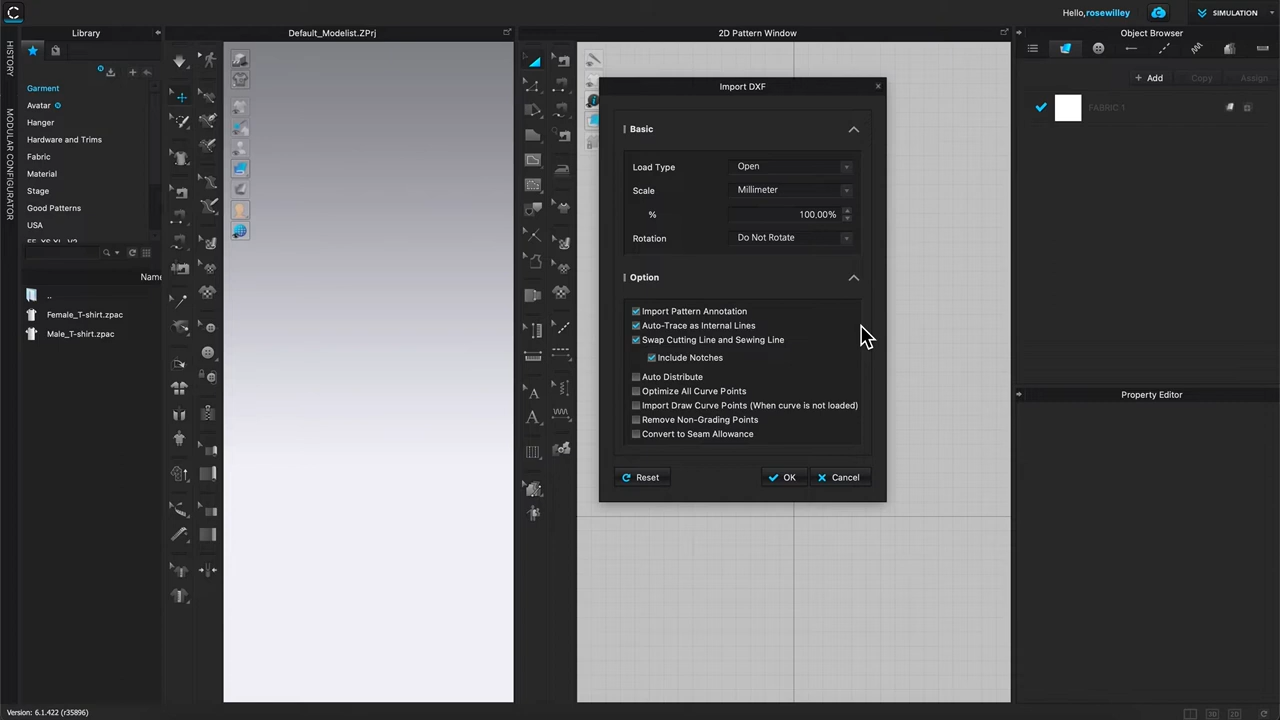 Hello,rosewilley
SIMULATION
HISTORY
MODULAR CONFIGURATOR
Library
Default_Modelist.ZPrj
2D Pattern Window
Object Browser
Garment
Avatar
Hanger
Hardware and Trims
Fabric
Material
Stage
Good Patterns
USA
Name
..
Female_T-shirt.zpac
Male_T-shirt.zpac
Import DXF
Basic
Load Type
Open
Scale
Millimeter
%
100.00%
Rotation
Do Not Rotate
Option
Import Pattern Annotation
Auto-Trace as Internal Lines
Swap Cutting Line and Sewing Line
Include Notches
Auto Distribute
Optimize All Curve Points
Import Draw Curve Points (When curve is not loaded)
Remove Non-Grading Points
Convert to Seam Allowance
Reset
OK
Cancel
Add
Copy
Assign
FABRIC 1
Property Editor
Version: 6.1.422 (r35896)